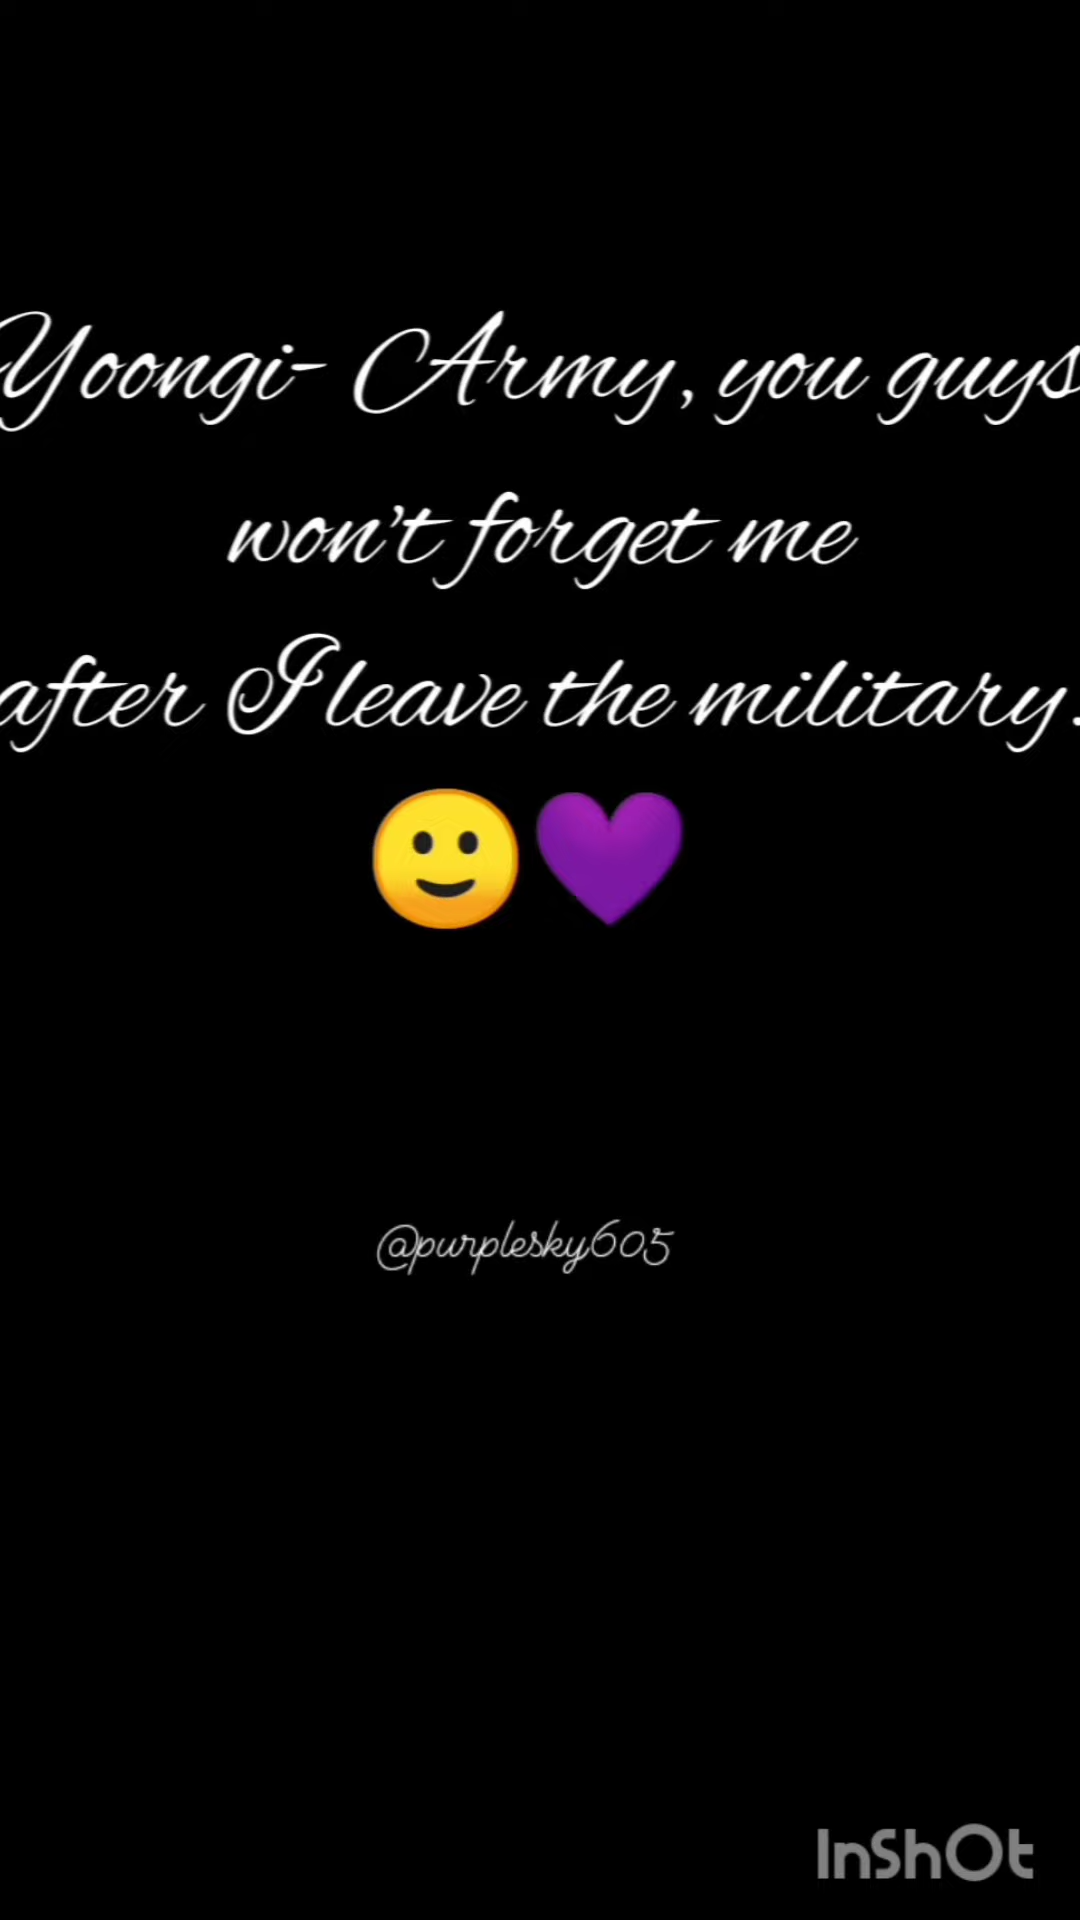 Yoongi- Army, you guys
won't forget me
after I leave the military.
🙂💜
@purplesky605
InShOt